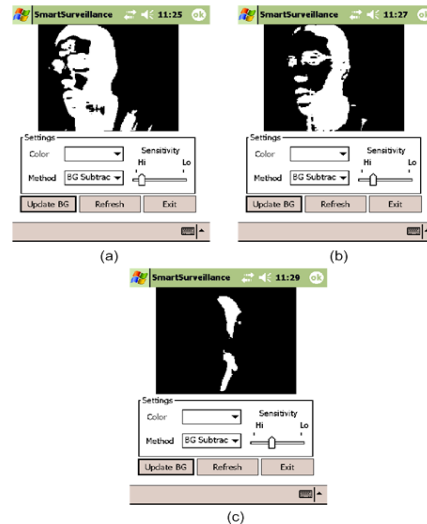 SmartSurveillance 11:25 ok
Settings
Color Sensitivity
Hi Lo
Method BG Subtrac
Update BG Refresh Exit
(a)
SmartSurveillance 11:27 ok
Settings
Color Sensitivity
Hi Lo
Method BG Subtrac
Update BG Refresh Exit
(b)
SmartSurveillance 11:29 ok
Settings
Color Sensitivity
Hi Lo
Method BG Subtrac
Update BG Refresh Exit
(c)